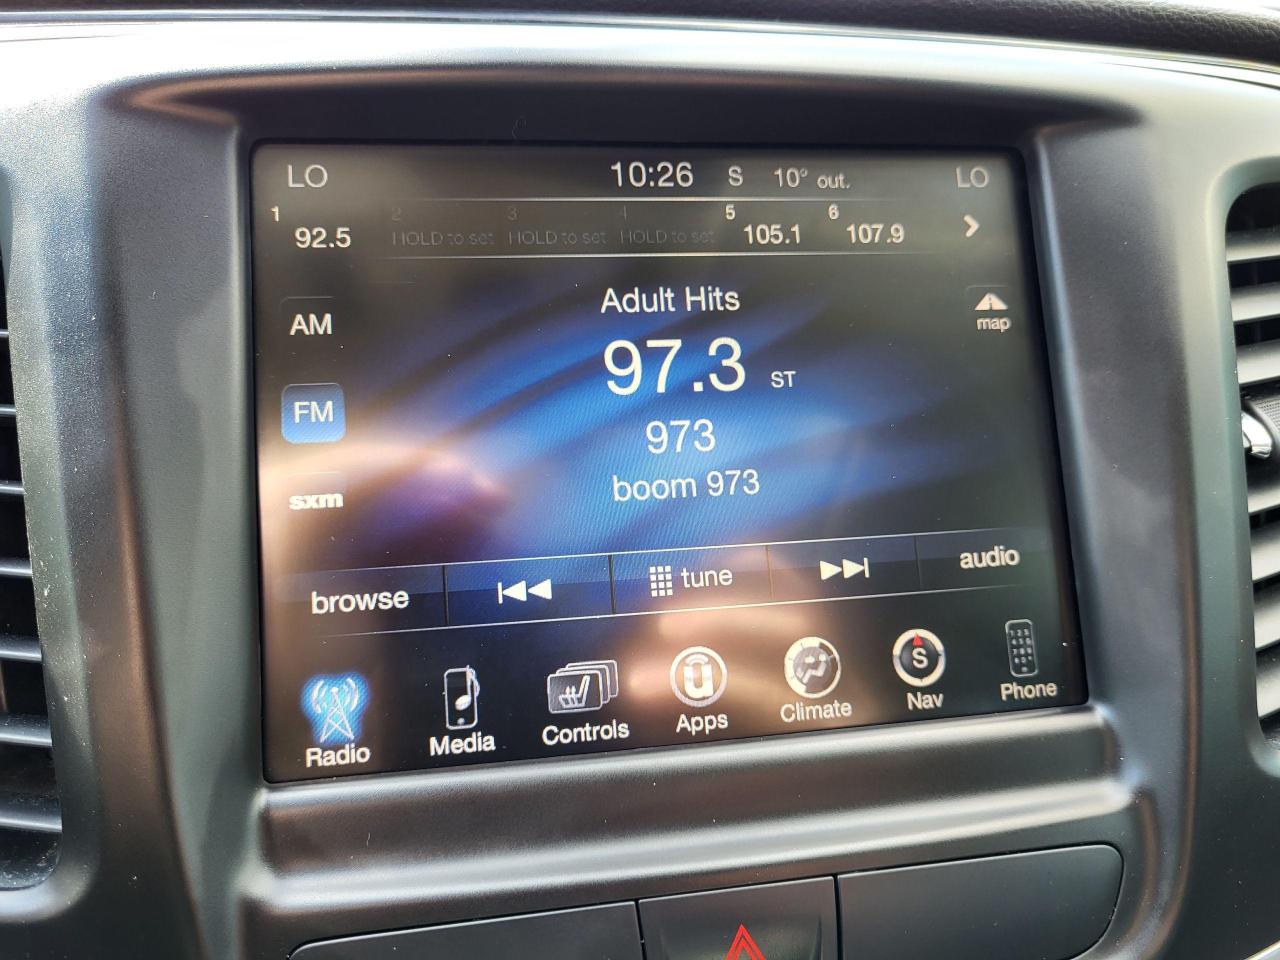 LO 10:26 S 10° out. LO
1 92.5 2 HOLD to set 3 HOLD to set 4 HOLD to set 5 105.1 6 107.9
Adult Hits
map
AM
97.3 ST
FM
973
boom 973
sxm
browse tune audio
Radio Media Controls Apps Climate S Nav Phone